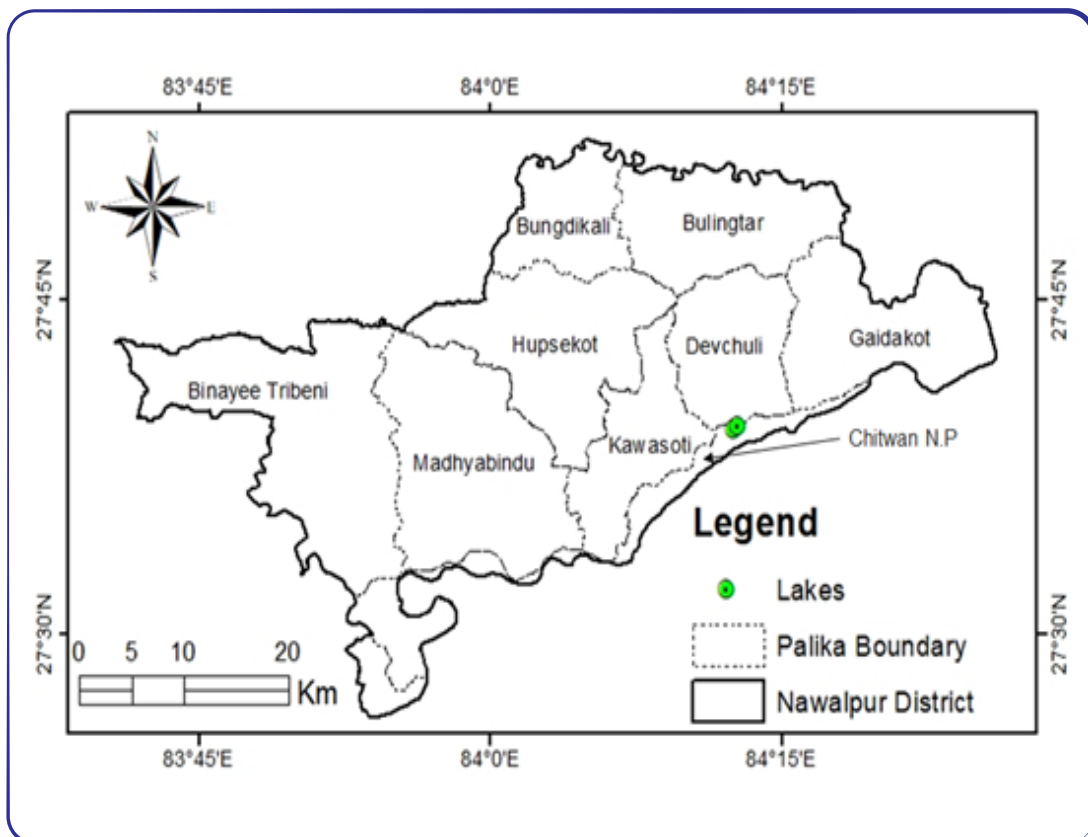 83°45'E 84°0'E 84°15'E
N
W E
S
27°45'N 27°45'N
Bungdikali Bulingtar
Hupsekot Devchuli Gaidakot
Binayee Tribeni
Madhyabindu Kawasoti Chitwan N.P
Legend
Lakes
Palika Boundary
Nawalpur District
27°30'N 27°30'N
0 5 10 20
Km
83°45'E 84°0'E 84°15'E